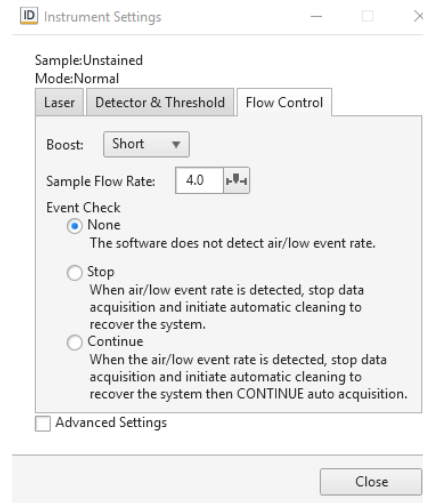 ID Instrument Settings
Sample:Unstained
Mode:Normal
Laser Detector & Threshold Flow Control
Boost: Short
Sample Flow Rate: 4.0
Event Check
None
The software does not detect air/low event rate.
Stop
When air/low event rate is detected, stop data
acquisition and initiate automatic cleaning to
recover the system.
Continue
When the air/low event rate is detected, stop data
acquisition and initiate automatic cleaning to
recover the system then CONTINUE auto acquisition.
Advanced Settings
Close